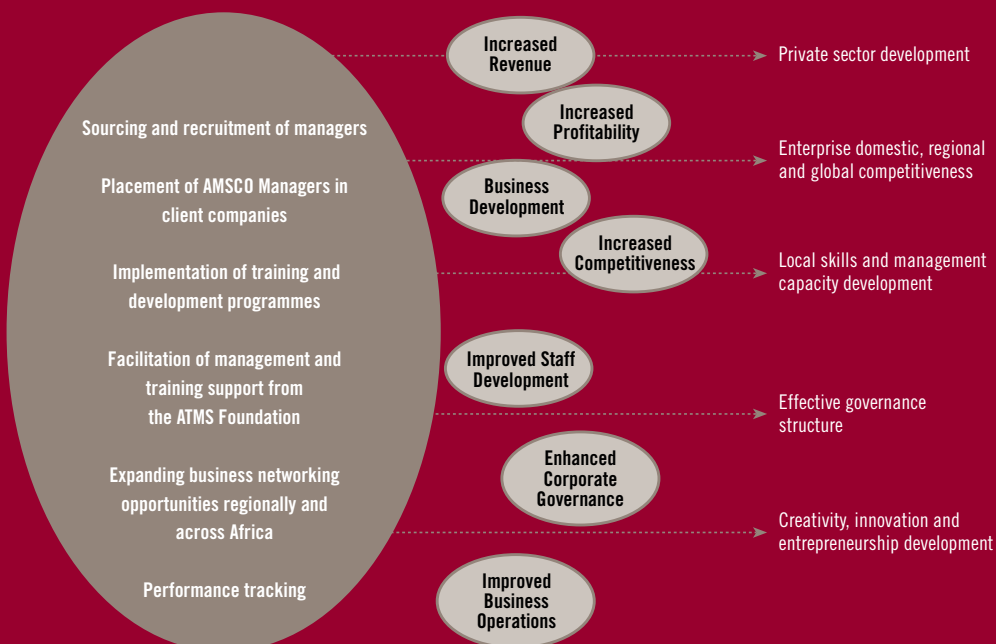 Sourcing and recruitment of managers
Placement of AMSCO Managers in
client companies
Implementation of training and
development programmes
Facilitation of management and
training support from
the ATMS Foundation
Expanding business networking
opportunities regionally and
across Africa
Performance tracking
Increased
Revenue
Increased
Profitability
Business
Development
Increased
Competitiveness
Improved Staff
Development
Enhanced
Corporate
Governance
Improved
Business
Operations
Private sector development
Enterprise domestic, regional
and global competitiveness
Local skills and management
capacity development
Effective governance
structure
Creativity, innovation and
entrepreneurship development